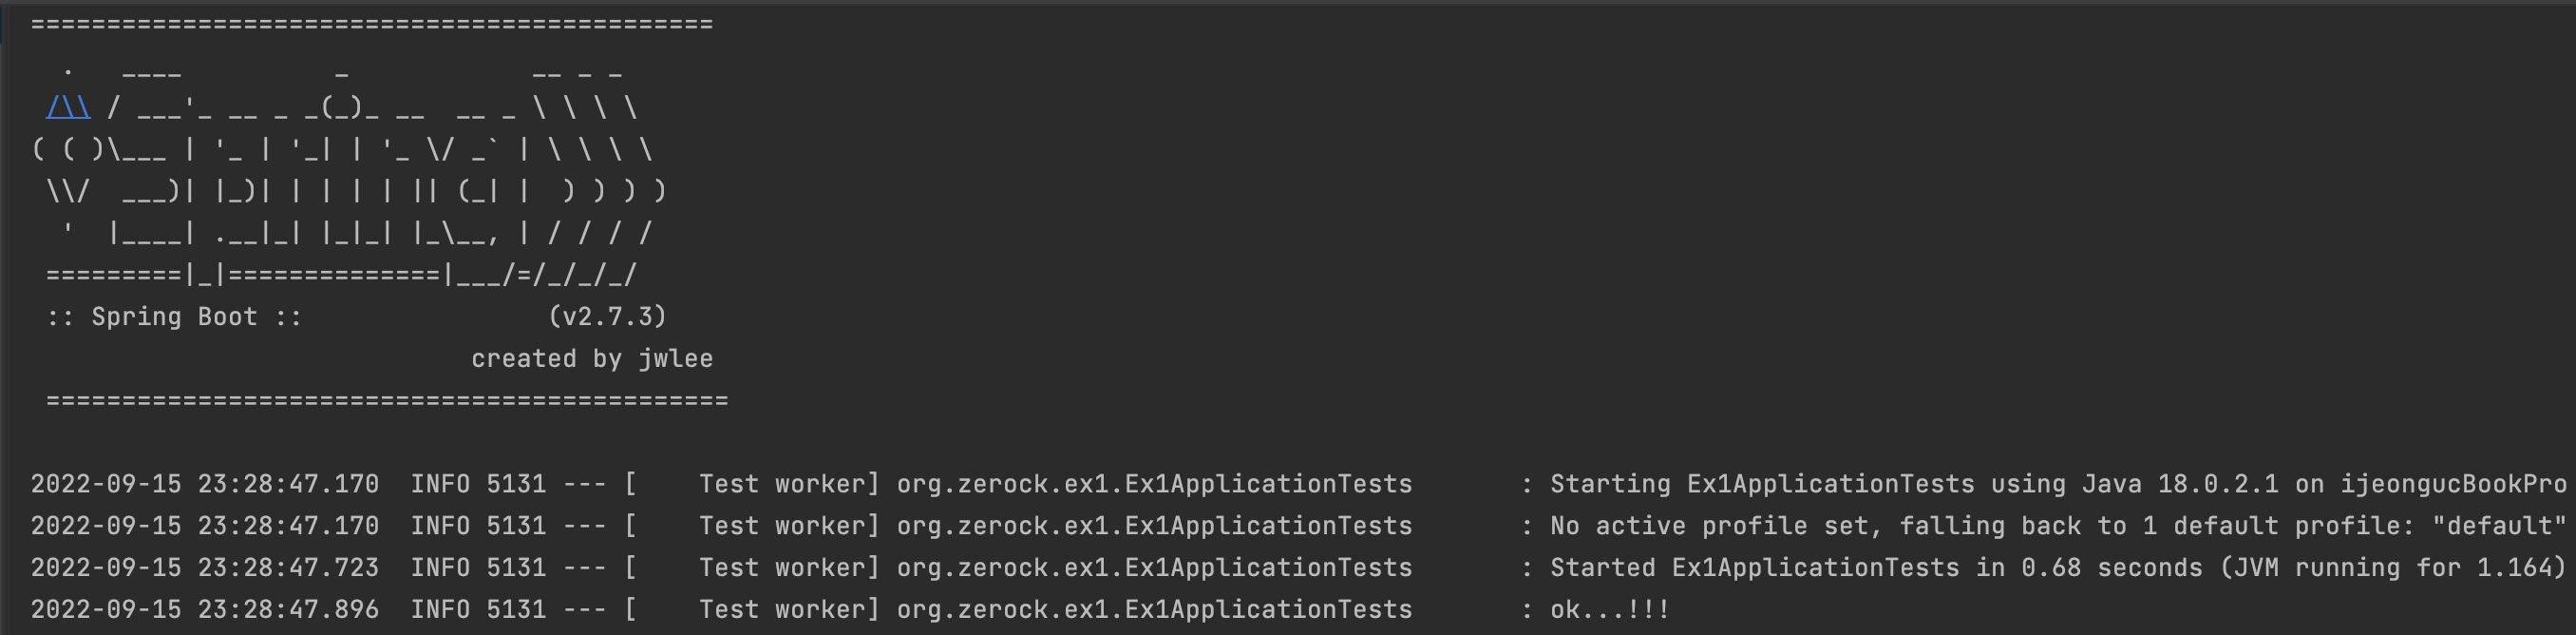 =============================================
  .   ____          _            __ _ _
 /\\ / ___'_ __ _ _(_)_ __  __ _ \ \ \ \
( ( )\___ | '_ | '_| | '_ \/ _` | \ \ \ \
 \\/  ___)| |_)| | | | | || (_| |  ) ) ) )
  '  |____| .__|_| |_|_| |_\__, | / / / /
 =========|_|==============|___/=/_/_/_/
 :: Spring Boot ::                (v2.7.3)
                             created by jwlee
 =============================================
2022-09-15 23:28:47.170  INFO 5131 --- [    Test worker] org.zerock.ex1.Ex1ApplicationTests       : Starting Ex1ApplicationTests using Java 18.0.2.1 on ijeongucBookPro
2022-09-15 23:28:47.170  INFO 5131 --- [    Test worker] org.zerock.ex1.Ex1ApplicationTests       : No active profile set, falling back to 1 default profile: "default"
2022-09-15 23:28:47.723  INFO 5131 --- [    Test worker] org.zerock.ex1.Ex1ApplicationTests       : Started Ex1ApplicationTests in 0.68 seconds (JVM running for 1.164)
2022-09-15 23:28:47.896  INFO 5131 --- [    Test worker] org.zerock.ex1.Ex1ApplicationTests       : ok...!!!